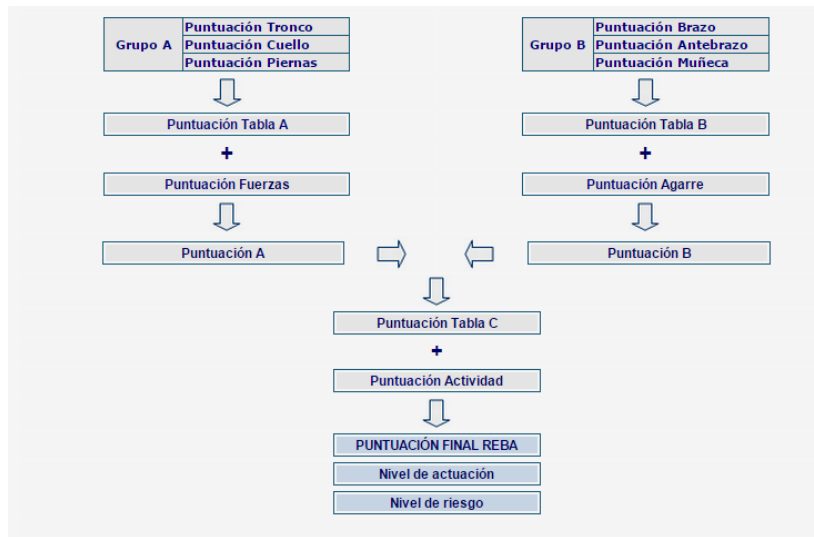 Grupo A
Puntuación Tronco
Puntuación Cuello
Puntuación Piernas
Grupo B
Puntuación Brazo
Puntuación Antebrazo
Puntuación Muñeca
Puntuación Tabla A
Puntuación Tabla B
+
+
Puntuación Fuerzas
Puntuación Agarre
Puntuación A
Puntuación B
Puntuación Tabla C
+
Puntuación Actividad
PUNTUACIÓN FINAL REBA
Nivel de actuación
Nivel de riesgo